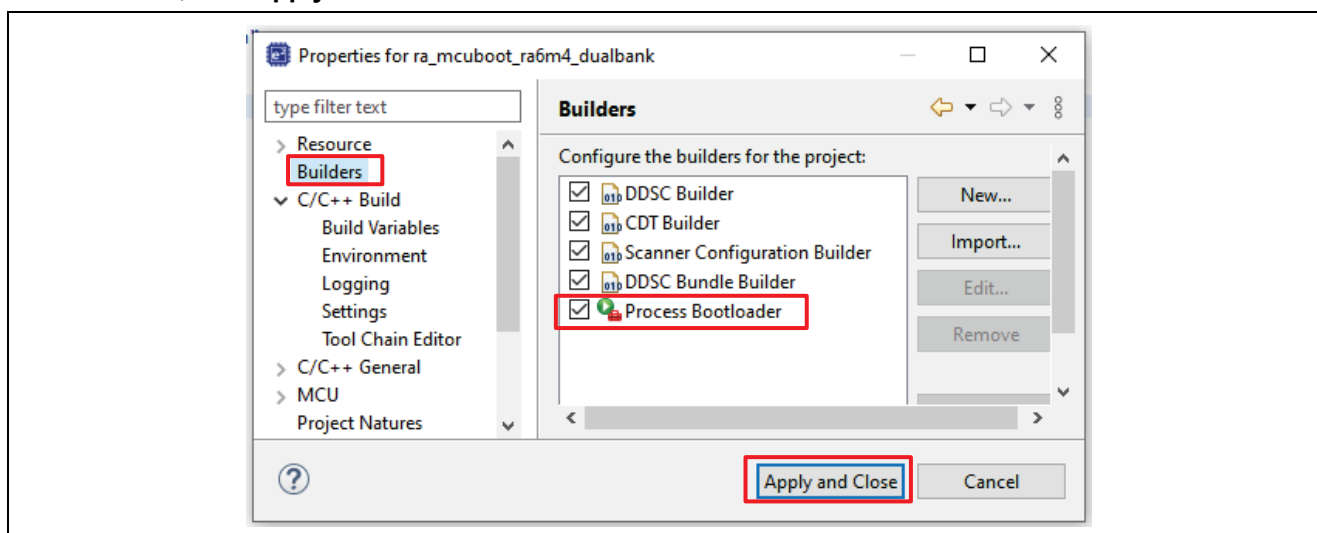 Properties for ra_mcuboot_ra6m4_dualbank
type filter text
Builders
Resource
Builders
C/C++ Build
Build Variables
Environment
Logging
Settings
Tool Chain Editor
C/C++ General
MCU
Project Natures
Configure the builders for the project:
DDSC Builder
CDT Builder
Scanner Configuration Builder
DDSC Bundle Builder
Process Bootloader
New...
Import...
Edit...
Remove
Apply and Close
Cancel